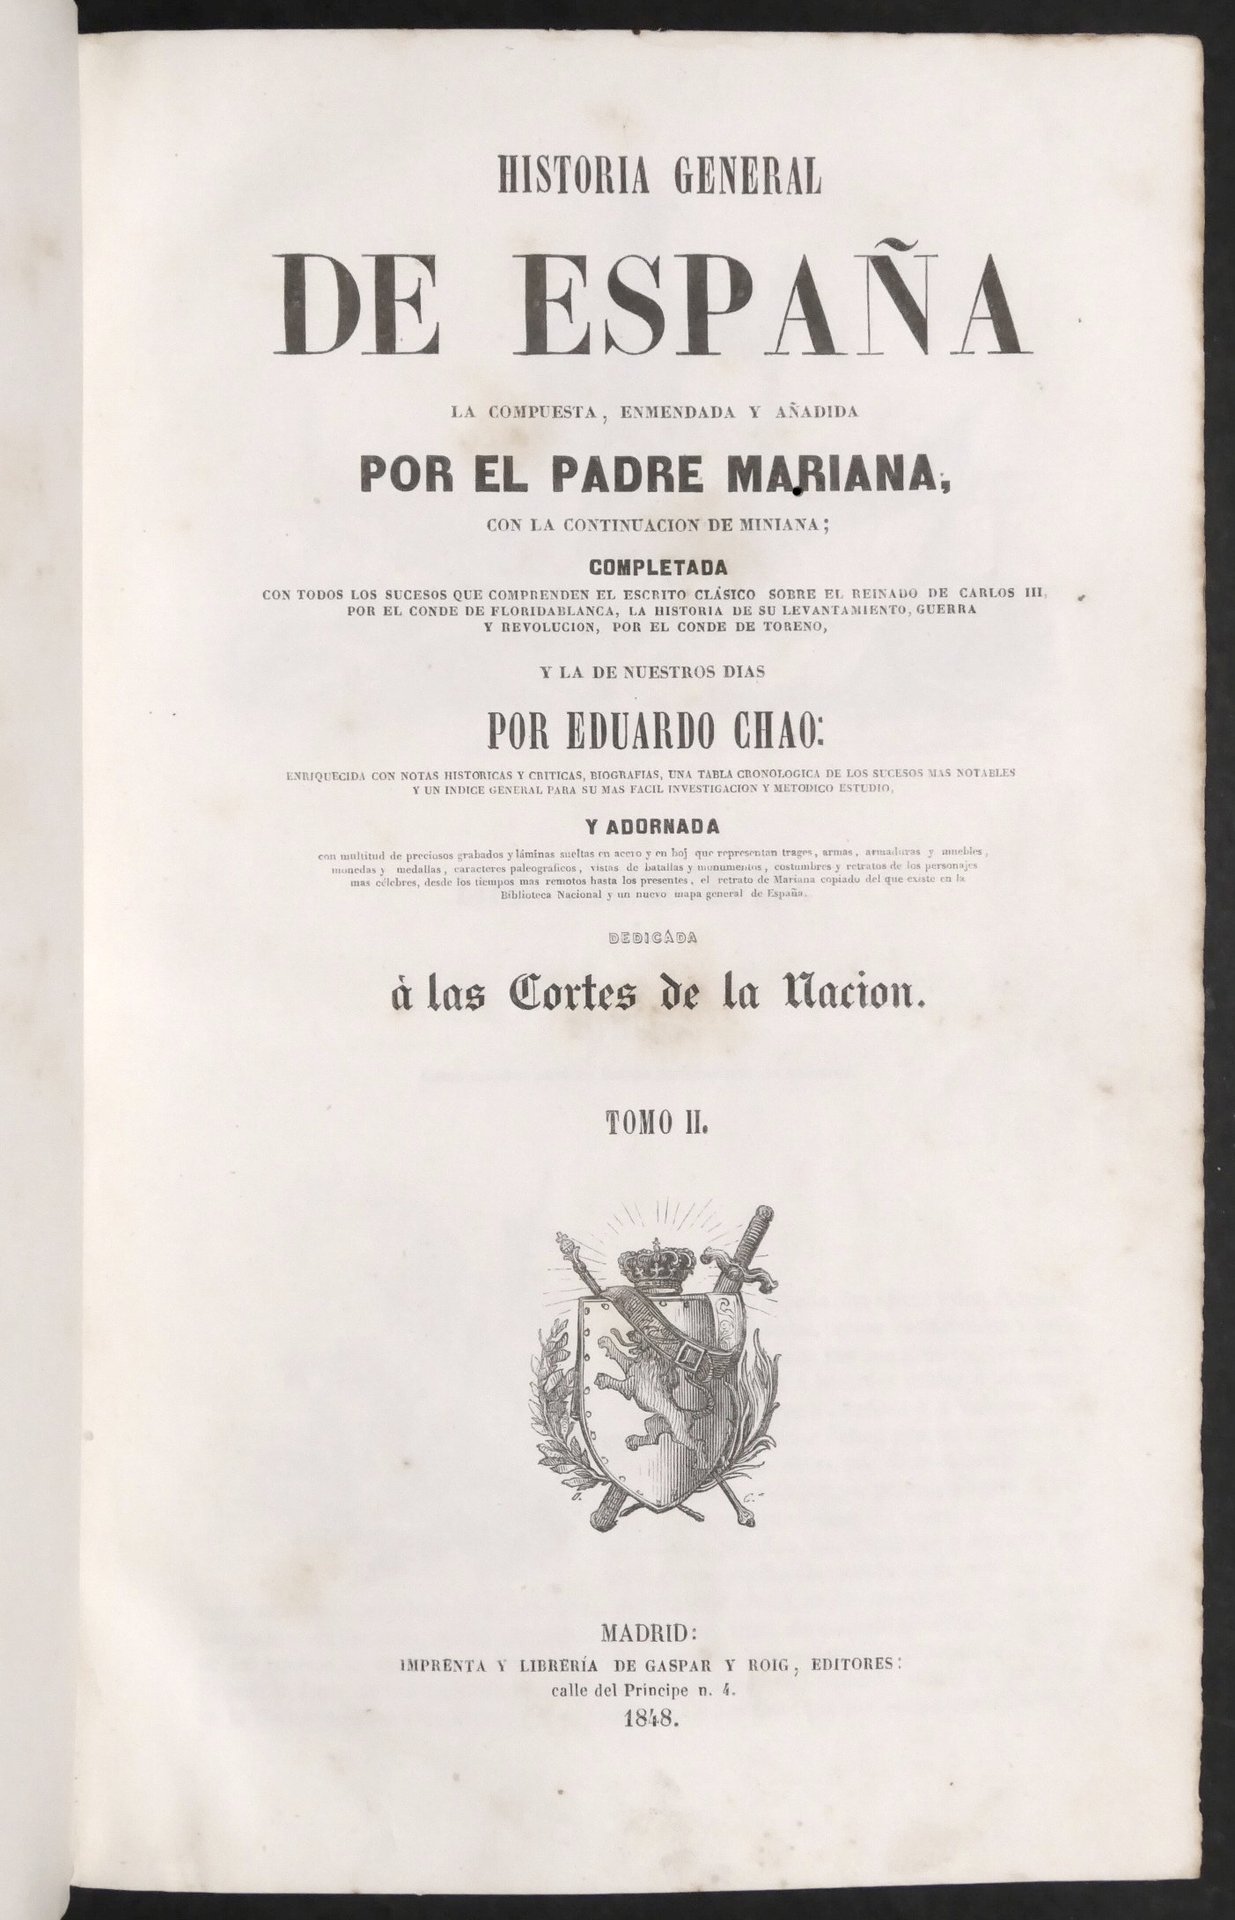 HISTORIA GENERAL
DE ESPAÑA
LA COMPUESTA, ENMENDADA Y AÑADIDA
POR EL PADRE MARIANA,
CON LA CONTINUACION DE MINIANA;
COMPLETADA
CON TODOS LOS SUCESOS QUE COMPRENDEN EL ESCRITO CLÁSICO SOBRE EL REINADO DE CARLOS III,
POR EL CONDE DE FLORIDABLANCA, LA HISTORIA DE SU LEVANTAMIENTO, GUERRA
Y REVOLUCION, POR EL CONDE DE TORENO,
Y LA DE NUESTROS DIAS
POR EDUARDO CHAO:
ENRIQUECIDA CON NOTAS HISTORICAS Y CRITICAS, BIOGRAFIAS, UNA TABLA CRONOLOGICA DE LOS SUCESOS MAS NOTABLES
Y UN INDICE GENERAL PARA SU MAS FACIL INVESTIGACION Y METODICO ESTUDIO,
Y ADORNADA
con multitud de preciosos grabados y láminas sueltas en acero y en boj que representan trages, armas, armaduras y muebles,
monedas y medallas, caracteres paleograficos, vistas de batallas y monumentos, costumbres y retratos de los personajes
mas célebres, desde los tiempos mas remotos hasta los presentes, el retrato de Mariana copiado del que existe en la
Biblioteca Nacional y un nuevo mapa general de España.
DEDICÁDA
à las Cortes de la Nacion.
TOMO II.
O. C.
MADRID:
IMPRENTA Y LIBRERÍA DE GASPAR Y ROIG, EDITORES:
calle del Príncipe n. 4.
1848.